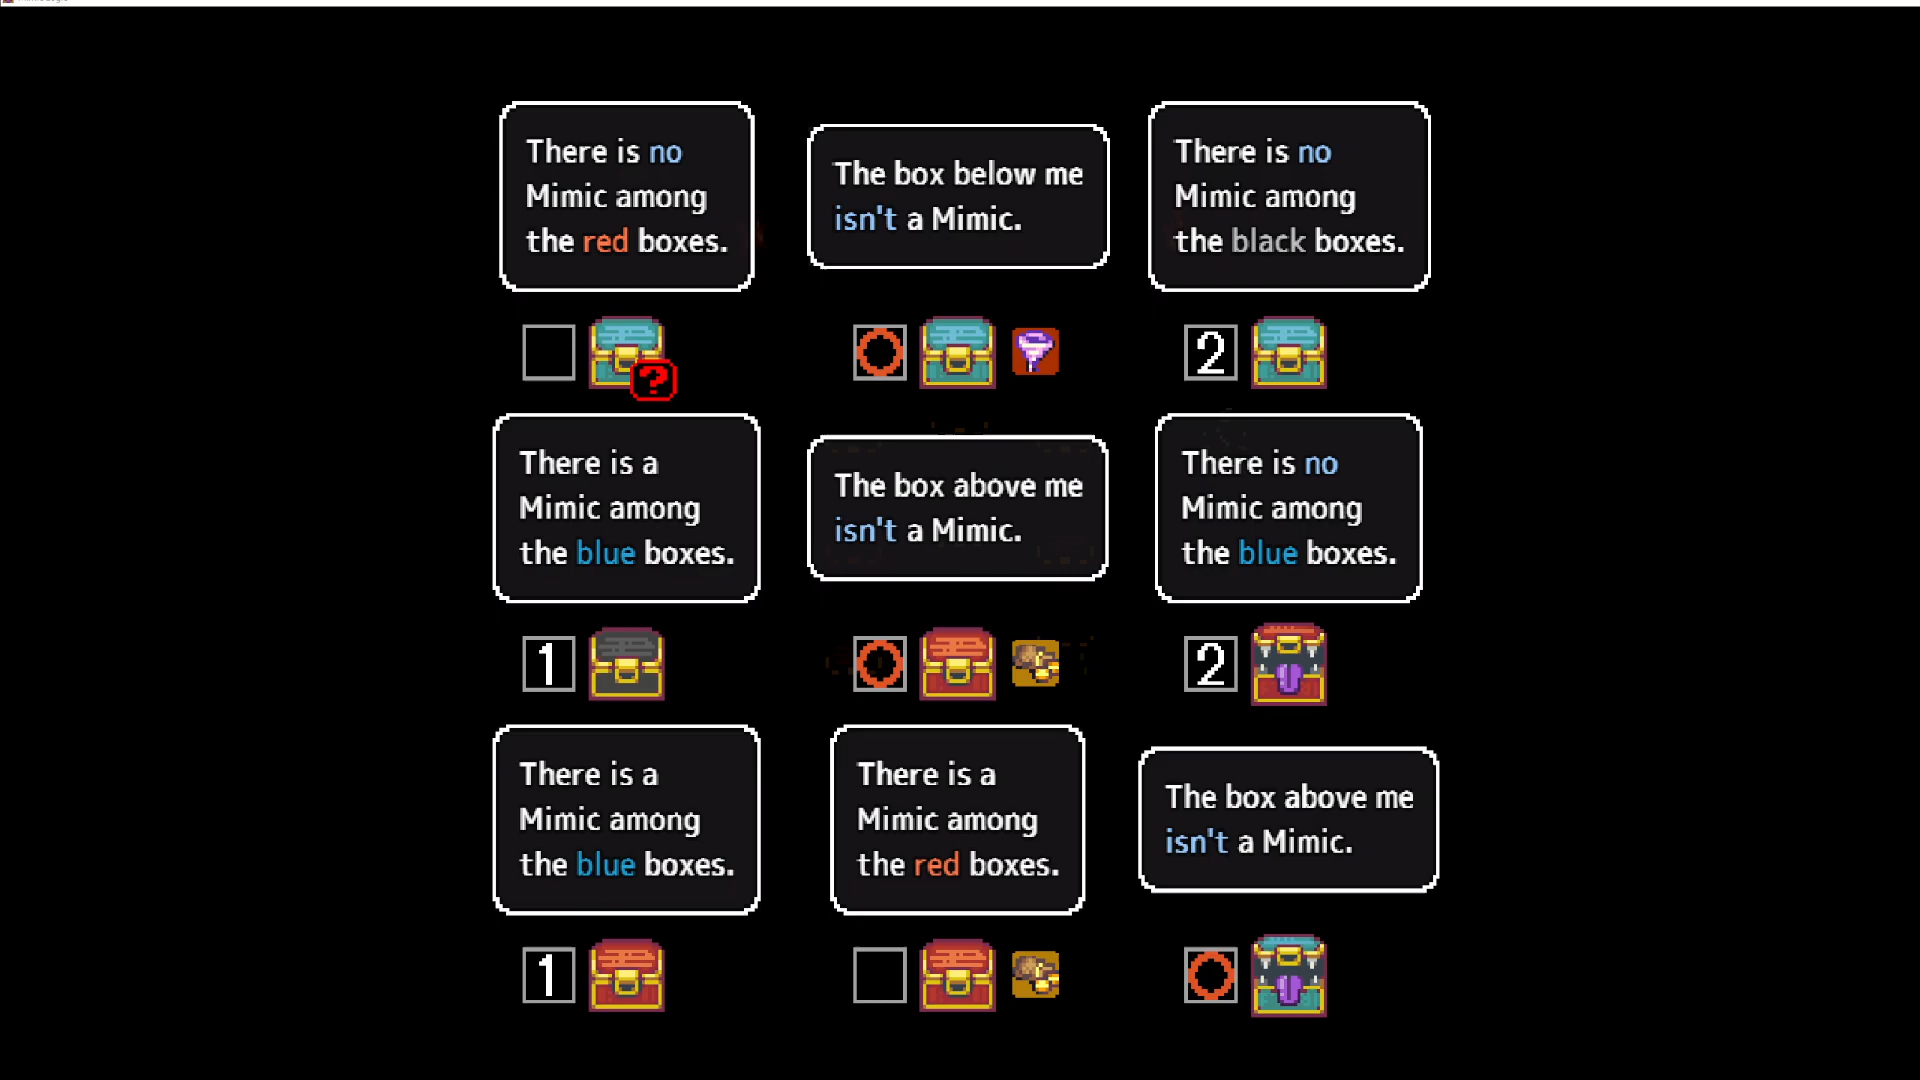 There is no
Mimic among
the red boxes.
The box below me
isn't a Mimic.
There is no
Mimic among
the black boxes.
?
2
There is a
Mimic among
the blue boxes.
The box above me
isn't a Mimic.
There is no
Mimic among
the blue boxes.
1
2
There is a
Mimic among
the blue boxes.
There is a
Mimic among
the red boxes.
The box above me
isn't a Mimic.
1